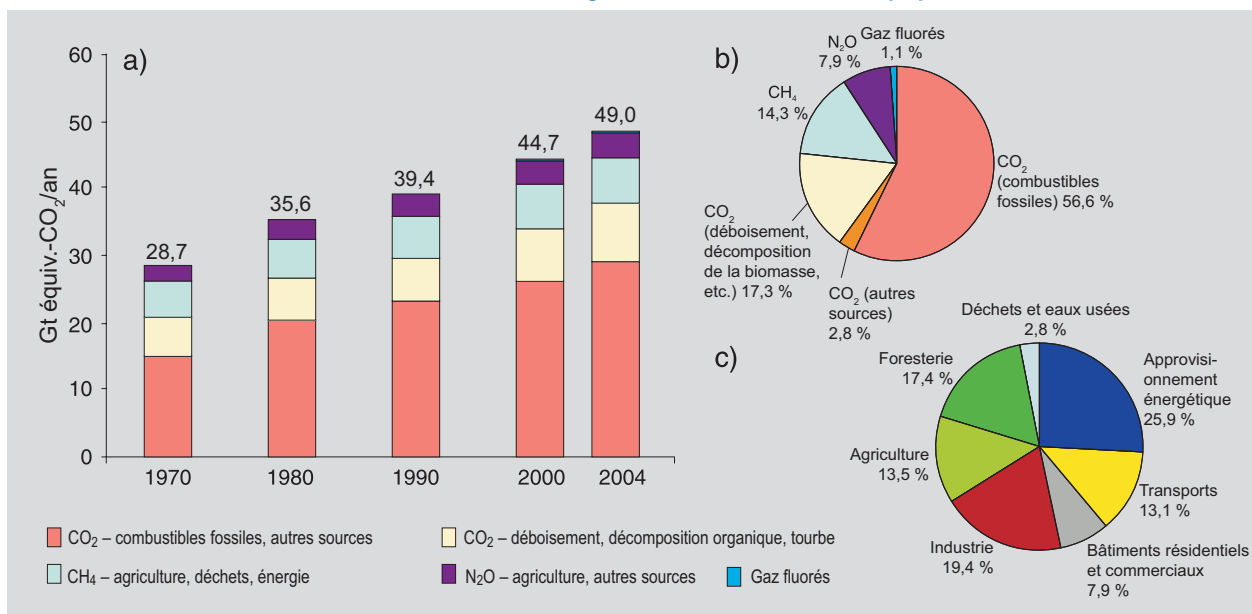 a)
Gt équiv.-CO₂/an
60
50
40
30
20
10
0
28,7
35,6
39,4
44,7
49,0
1970
1980
1990
2000
2004
CO₂ – combustibles fossiles, autres sources
CO₂ – déboisement, décomposition organique, tourbe
CH₄ – agriculture, déchets, énergie
N₂O – agriculture, autres sources
Gaz fluorés
b)
N₂O
7,9 %
Gaz fluorés
1,1 %
CH₄
14,3 %
CO₂
(combustibles
fossiles) 56,6 %
CO₂
(déboisement,
décomposition
de la biomasse,
etc.) 17,3 %
CO₂ (autres
sources)
2,8 %
c)
Déchets et eaux usées
2,8 %
Foresterie
17,4 %
Approvisi-
onnement
énergétique
25,9 %
Agriculture
13,5 %
Transports
13,1 %
Industrie
19,4 %
Bâtiments résidentiels
et commerciaux
7,9 %